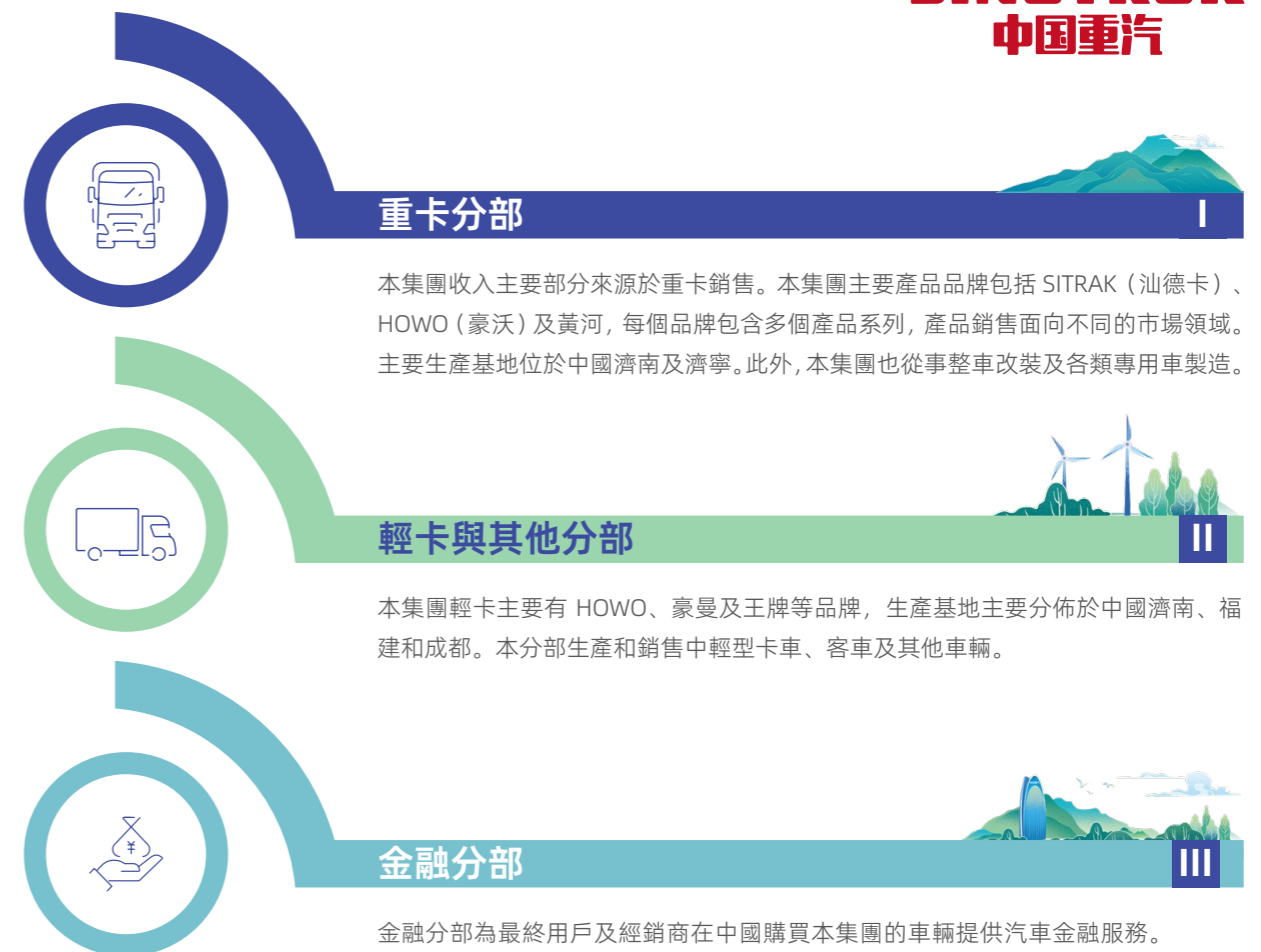 中国重汽
重卡分部
I
本集團收入主要部分來源於重卡銷售。本集團主要產品品牌包括 SITRAK（汕德卡）、
HOWO（豪沃）及黃河，每個品牌包含多個產品系列，產品銷售面向不同的市場領域。
主要生產基地位於中國濟南及濟寧。此外，本集團也從事整車改裝及各類專用車製造。
輕卡與其他分部
II
本集團輕卡主要有 HOWO、豪曼及王牌等品牌，生產基地主要分佈於中國濟南、福
建和成都。本分部生產和銷售中輕型卡車、客車及其他車輛。
¥
金融分部
III
金融分部為最終用戶及經銷商在中國購買本集團的車輛提供汽車金融服務。